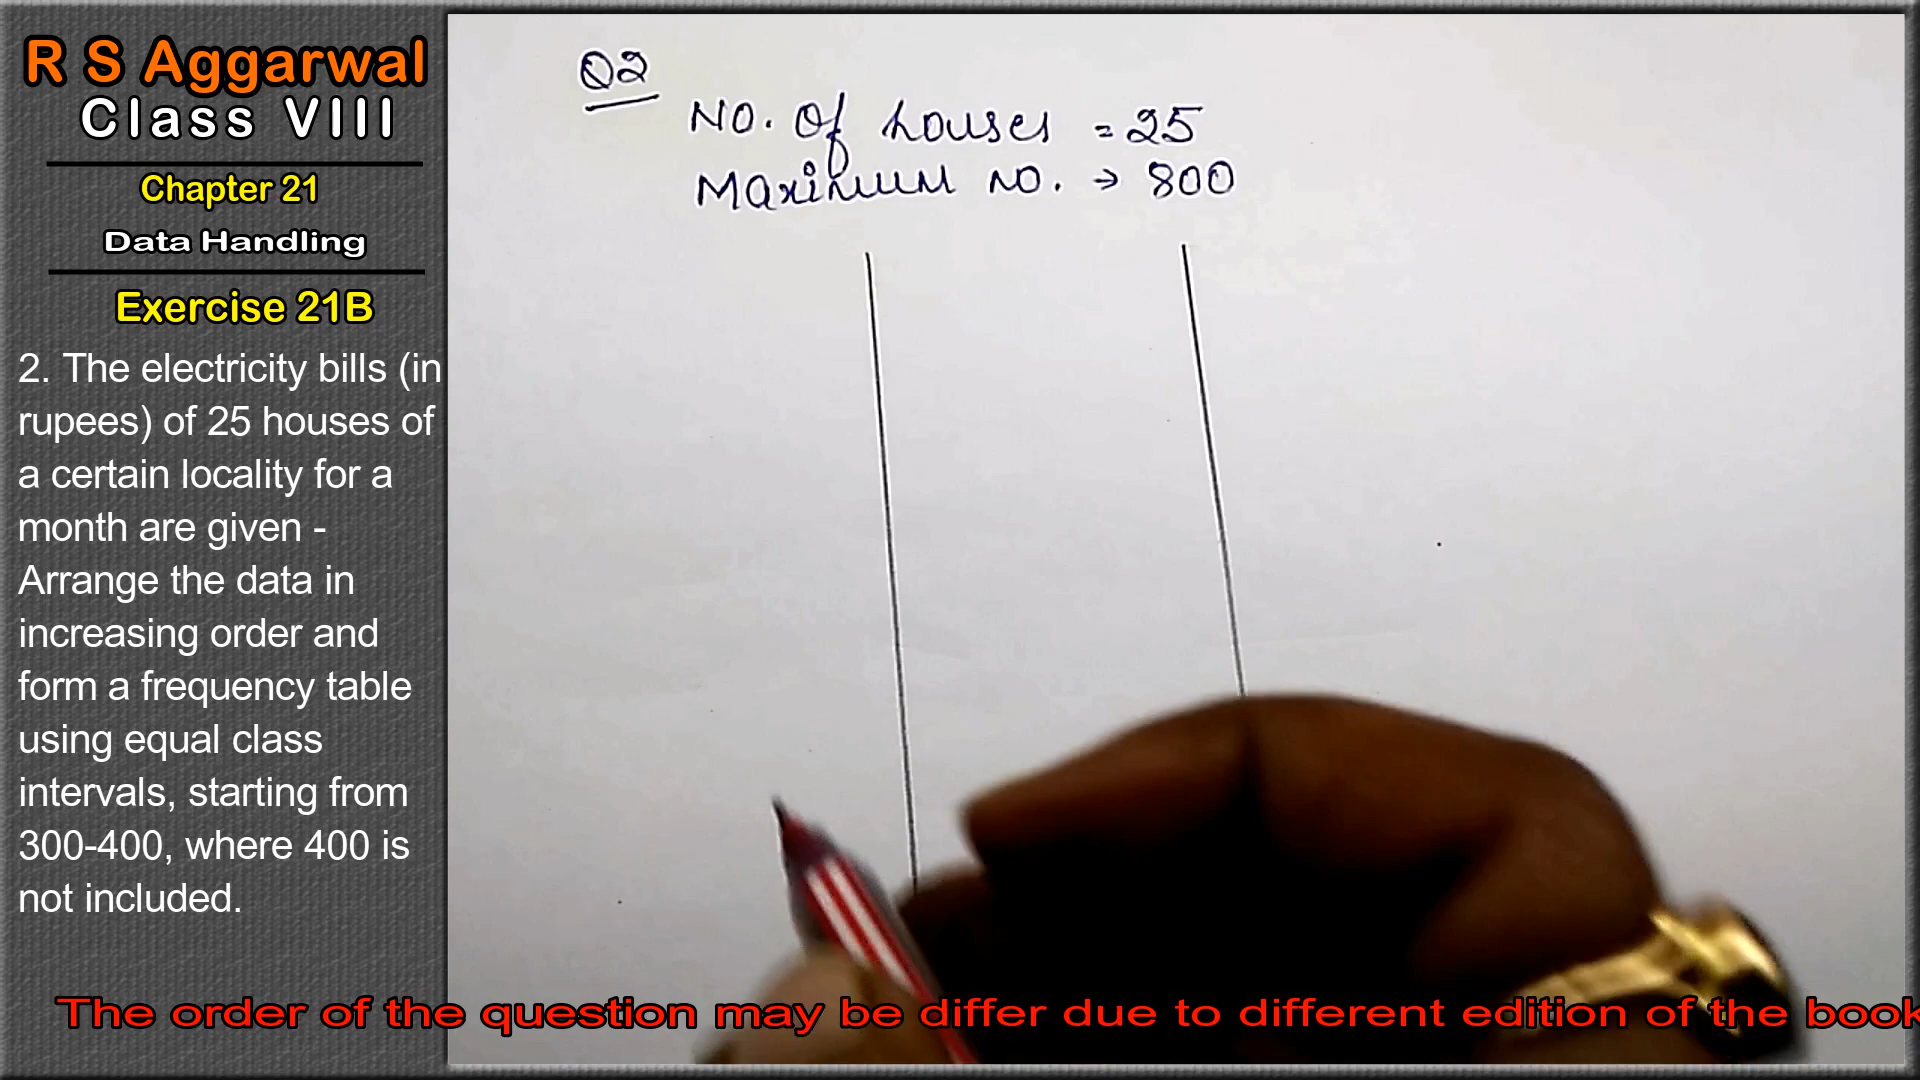 R S Aggarwal
Class VIII
Chapter 21
Data Handling
Exercise 21B
2. The electricity bills (in
rupees) of 25 houses of
a certain locality for a
month are given -
Arrange the data in
increasing order and
form a frequency table
using equal class
intervals, starting from
300-400, where 400 is
not included.
Q2
No. Of houses = 25
Maximum no. → 800
The order of the question may be differ due to different edition of the book